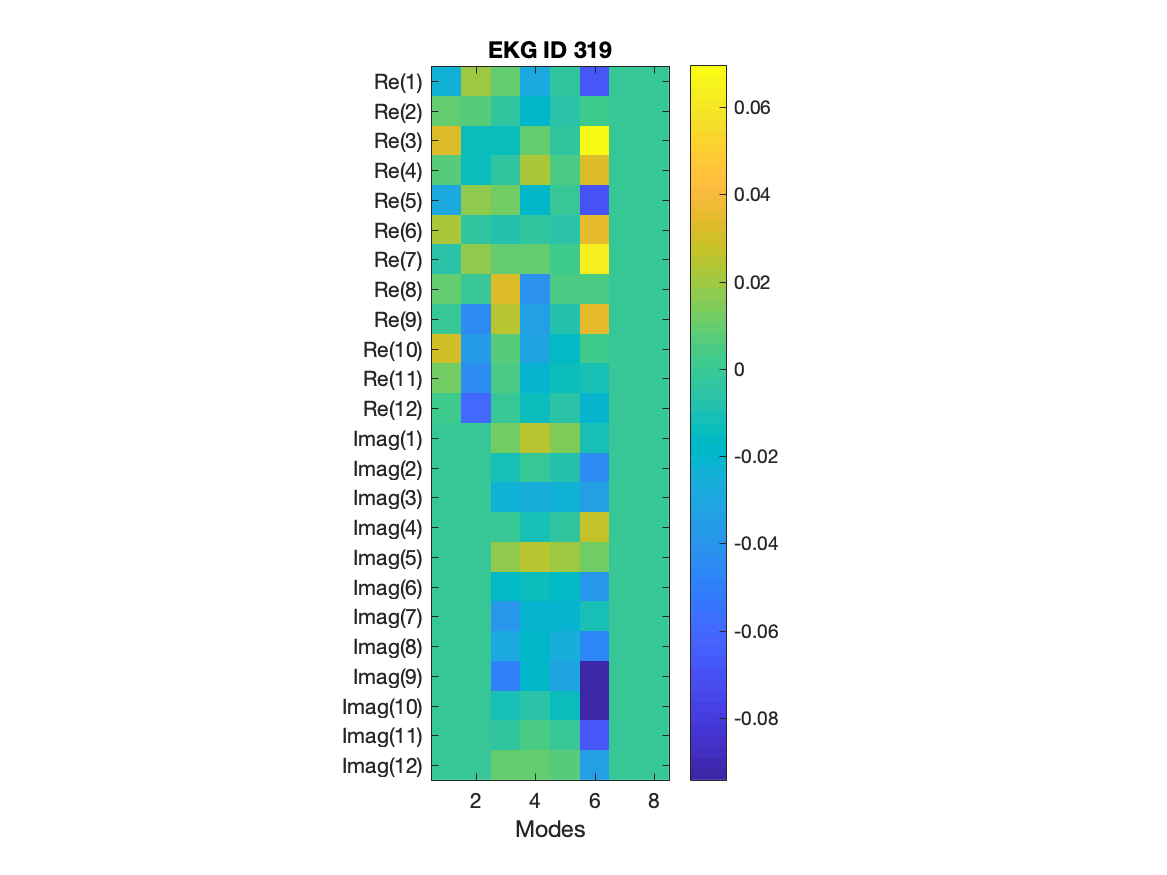 EKG ID 319
Re(1)
Re(2)
Re(3)
Re(4)
Re(5)
Re(6)
Re(7)
Re(8)
Re(9)
Re(10)
Re(11)
Re(12)
Imag(1)
Imag(2)
Imag(3)
Imag(4)
Imag(5)
Imag(6)
Imag(7)
Imag(8)
Imag(9)
Imag(10)
Imag(11)
Imag(12)
2 4 6 8
Modes
0.06
0.04
0.02
0
-0.02
-0.04
-0.06
-0.08